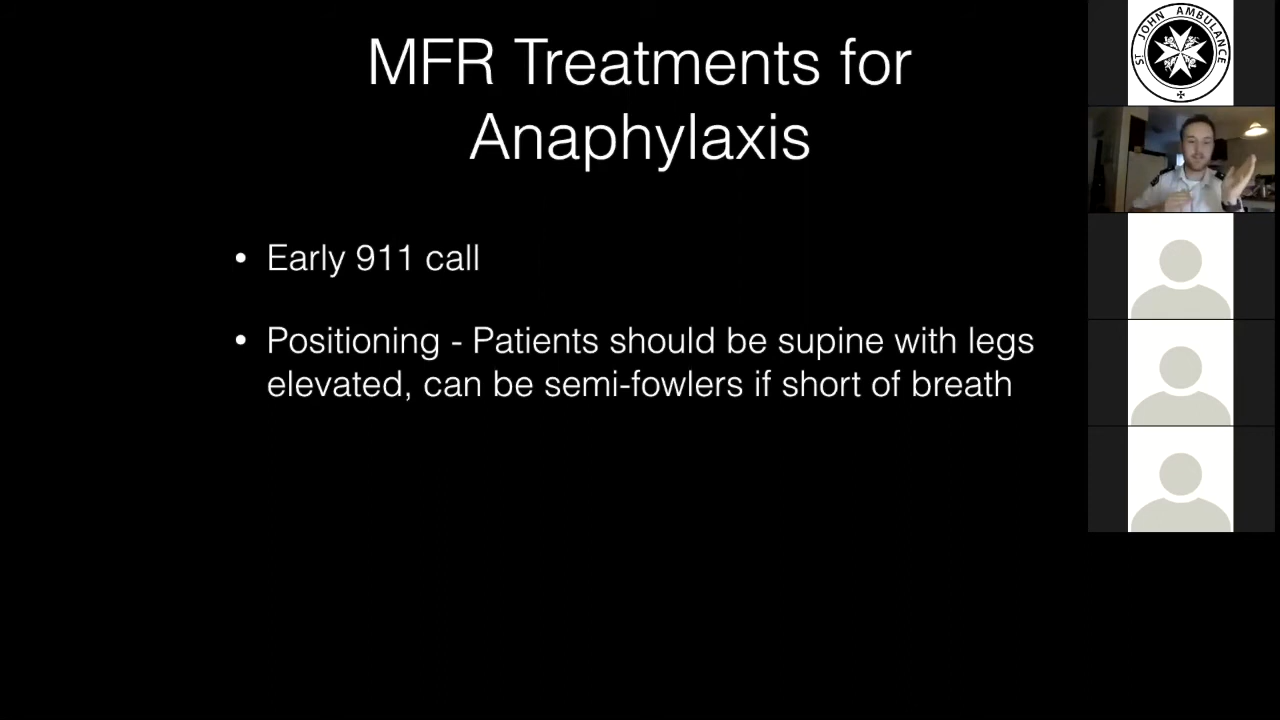 MFR Treatments for
Anaphylaxis
• Early 911 call
• Positioning - Patients should be supine with legs
elevated, can be semi-fowlers if short of breath
ST JOHN AMBULANCE